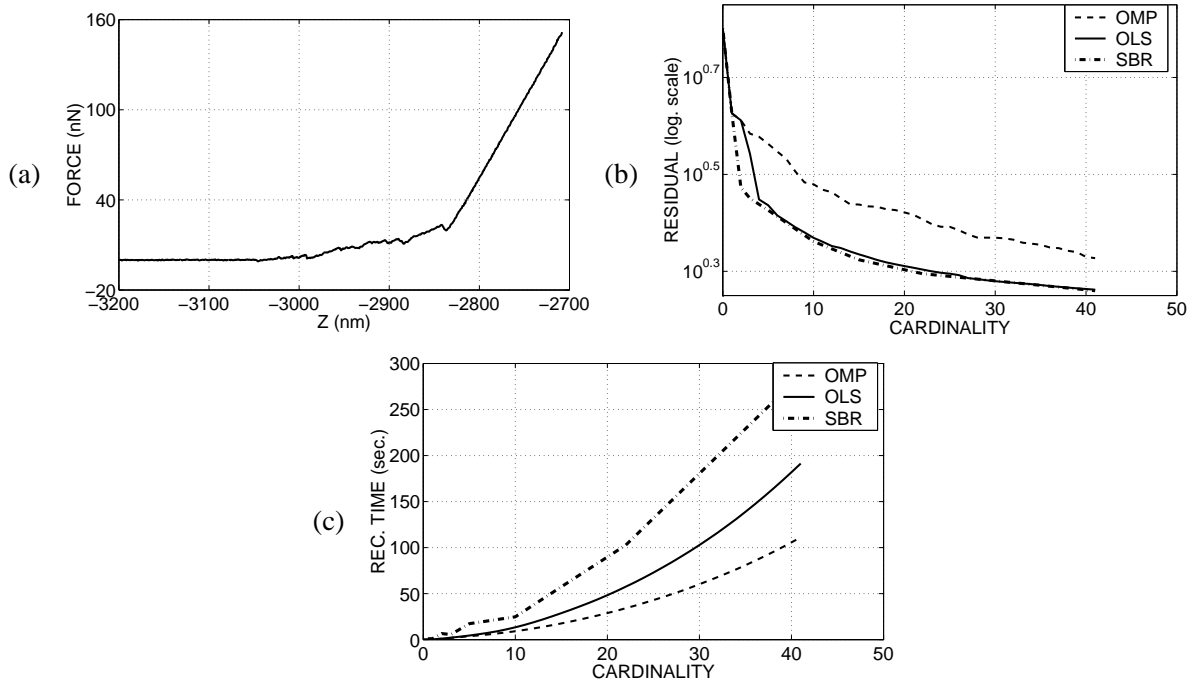 (a)
FORCE (nN)
160
100
40
−20
−3200 −3100 −3000 −2900 −2800 −2700
Z (nm)
(b)
RESIDUAL (log. scale)
10^0.7
10^0.5
10^0.3
0 10 20 30 40 50
CARDINALITY
OMP
OLS
SBR
(c)
REC. TIME (sec.)
300
250
200
150
100
50
0
0 10 20 30 40 50
CARDINALITY
OMP
OLS
SBR